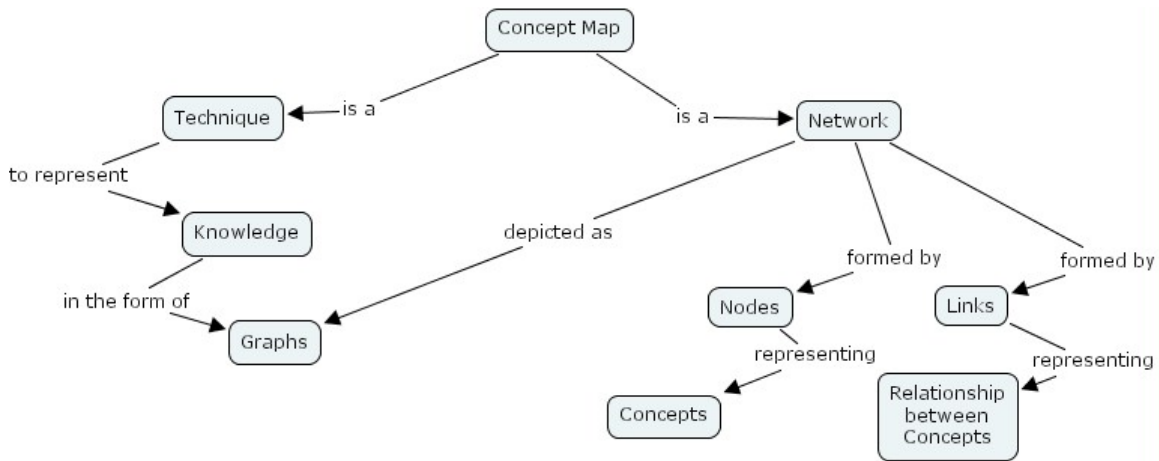 Concept Map
is a
is a
Technique
Network
to represent
Knowledge
depicted as
formed by
formed by
in the form of
Nodes
Links
Graphs
representing
representing
Concepts
Relationship
between
Concepts